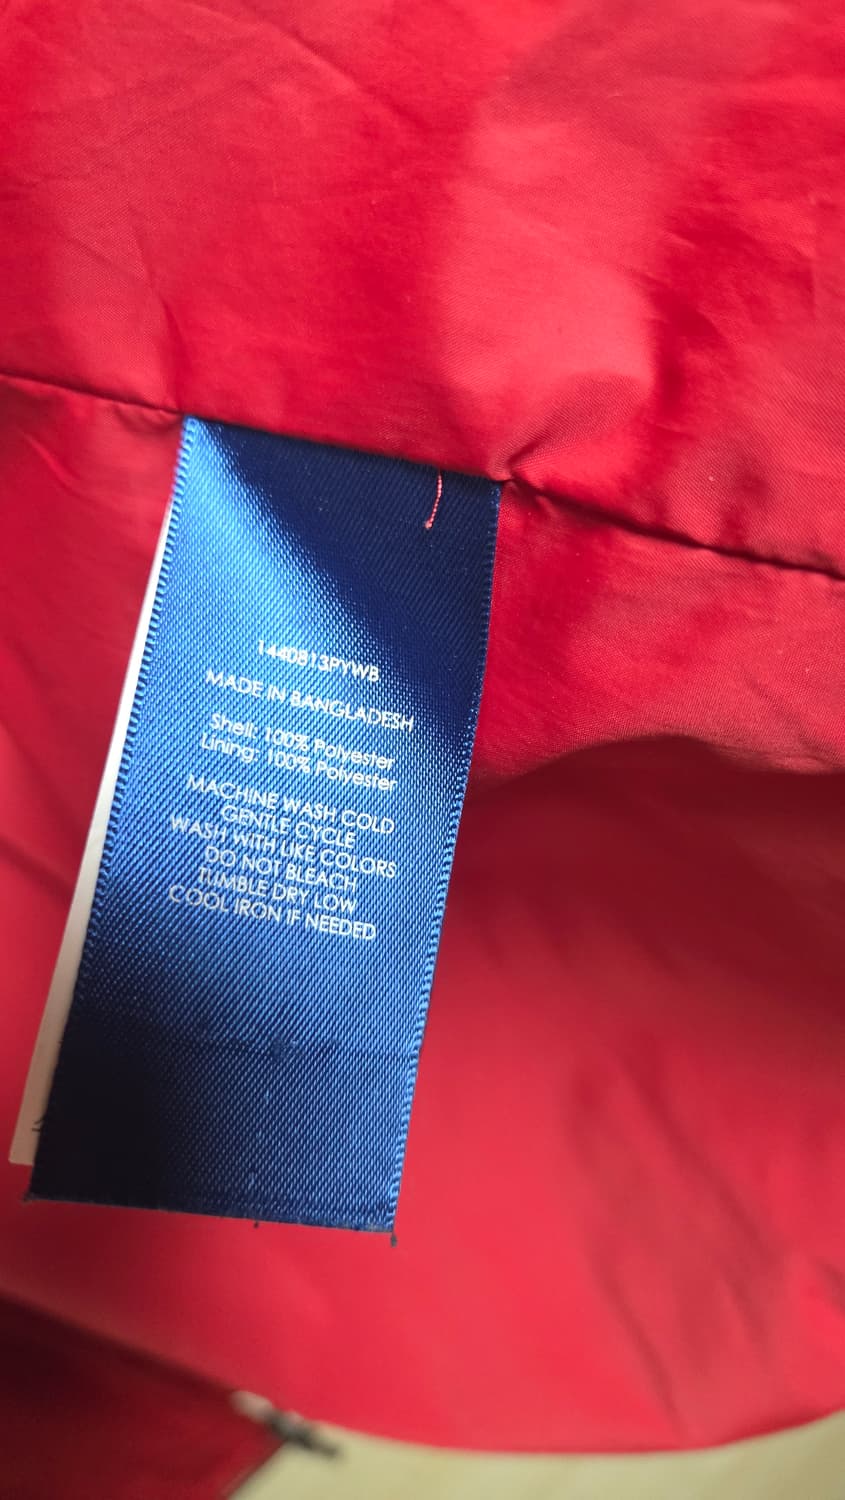 1440813PYWB
MADE IN BANGLADESH
Shell: 100% Polyester
Lining: 100% Polyester
MACHINE WASH COLD
GENTLE CYCLE
WASH WITH LIKE COLORS
DO NOT BLEACH
TUMBLE DRY LOW
COOL IRON IF NEEDED